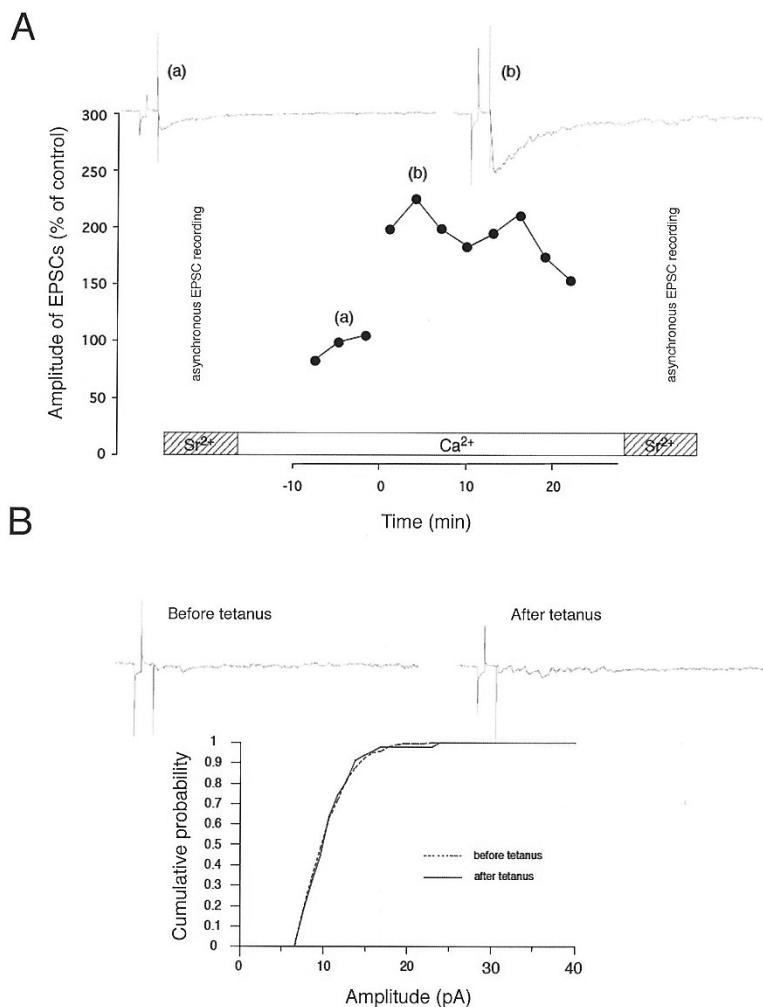 A
(a)
(b)
300
250
200
150
100
50
0
Amplitude of EPSCs (% of control)
asynchronous EPSC recording
(b)
(a)
asynchronous EPSC recording
Sr2+
Ca2+
Sr2+
-10
0
10
20
Time (min)
B
Before tetanus
After tetanus
1
0.9
0.8
0.7
0.6
0.5
0.4
0.3
0.2
0.1
0
Cumulative probability
before tetanus
after tetanus
0
10
20
30
40
Amplitude (pA)